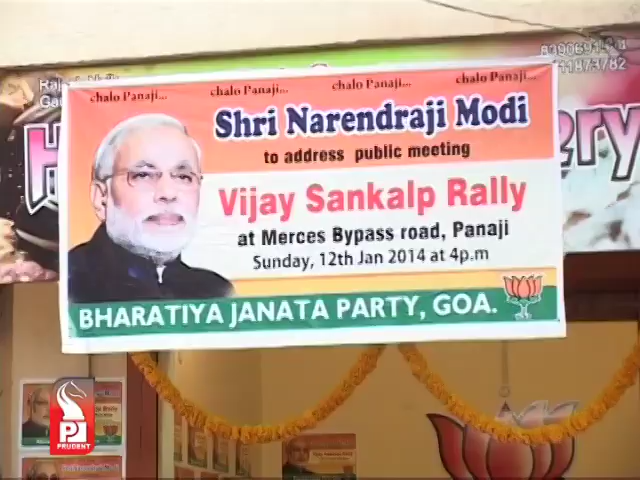 chalo Panaji... chalo Panaji... chalo Panaji... chalo Panaji...
Shri Narendraji Modi
to address public meeting
Vijay Sankalp Rally
at Merces Bypass road, Panaji
Sunday, 12th Jan 2014 at 4p.m
BHARATIYA JANATA PARTY, GOA.
PRUDENT